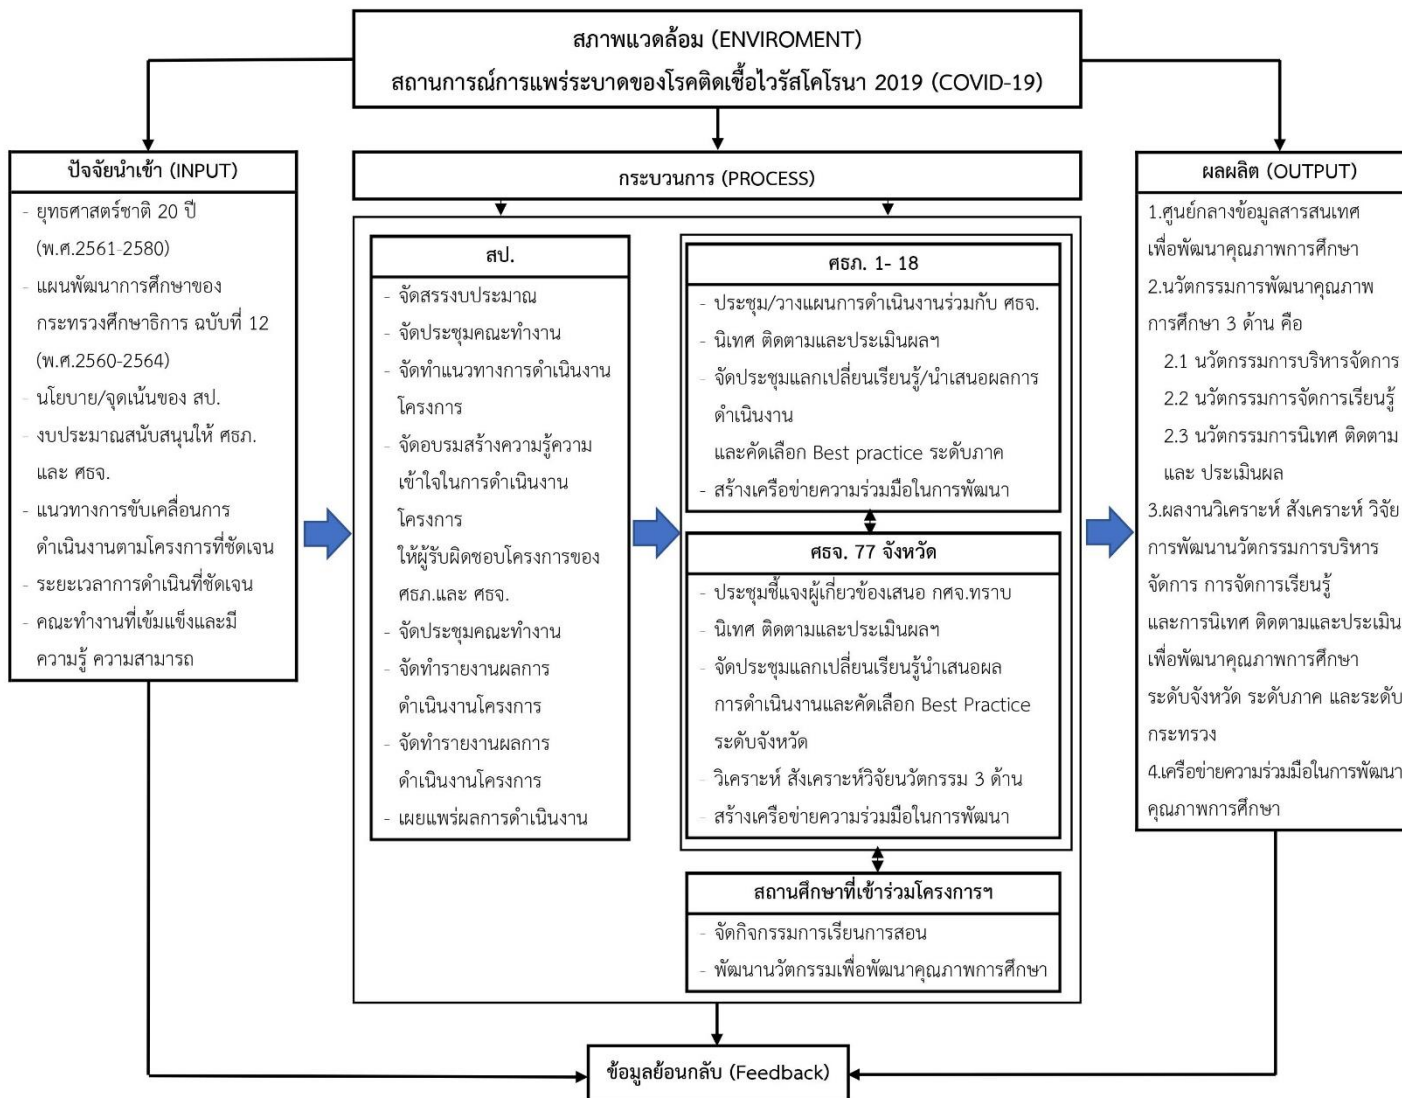 สภาพแวดล้อม (ENVIROMENT)
สถานการณ์การแพร่ระบาดของโรคติดเชื้อไวรัสโคโรนา 2019 (COVID-19)
ปัจจัยนำเข้า (INPUT)
- ยุทธศาสตร์ชาติ 20 ปี
(พ.ศ.2561-2580)
- แผนพัฒนาการศึกษาของ
กระทรวงศึกษาธิการ ฉบับที่ 12
(พ.ศ.2560-2564)
- นโยบาย/จุดเน้นของ สป.
- งบประมาณสนับสนุนให้ ศธภ.
และ ศธจ.
- แนวทางการขับเคลื่อนการ
ดำเนินงานตามโครงการที่ชัดเจน
- ระยะเวลาการดำเนินที่ชัดเจน
- คณะทำงานที่เข้มแข็งและมี
ความรู้ ความสามารถ
กระบวนการ (PROCESS)
สป.
- จัดสรรงบประมาณ
- จัดประชุมคณะทำงาน
- จัดทำแนวทางการดำเนินงาน
โครงการ
- จัดอบรมสร้างความรู้ความ
เข้าใจในการดำเนินงาน
โครงการ
ให้ผู้รับผิดชอบโครงการของ
ศธภ.และ ศธจ.
- จัดประชุมคณะทำงาน
- จัดทำรายงานผลการ
ดำเนินงานโครงการ
- จัดทำรายงานผลการ
ดำเนินงานโครงการ
- เผยแพร่ผลการดำเนินงาน
ศธภ. 1- 18
- ประชุม/วางแผนการดำเนินงานร่วมกับ ศธจ.
- นิเทศ ติดตามและประเมินผลฯ
- จัดประชุมแลกเปลี่ยนเรียนรู้/นำเสนอผลการ
ดำเนินงาน
และคัดเลือก Best practice ระดับภาค
- สร้างเครือข่ายความร่วมมือในการพัฒนา
ศธจ. 77 จังหวัด
- ประชุมชี้แจงผู้เกี่ยวข้องเสนอ กศจ.ทราบ
- นิเทศ ติดตามและประเมินผลฯ
- จัดประชุมแลกเปลี่ยนเรียนรู้นำเสนอผล
การดำเนินงานและคัดเลือก Best Practice
ระดับจังหวัด
- วิเคราะห์ สังเคราะห์วิจัยนวัตกรรม 3 ด้าน
- สร้างเครือข่ายความร่วมมือในการพัฒนา
สถานศึกษาที่เข้าร่วมโครงการฯ
- จัดกิจกรรมการเรียนการสอน
- พัฒนานวัตกรรมเพื่อพัฒนาคุณภาพการศึกษา
ผลผลิต (OUTPUT)
1.ศูนย์กลางข้อมูลสารสนเทศ
เพื่อพัฒนาคุณภาพการศึกษา
2.นวัตกรรมการพัฒนาคุณภาพ
การศึกษา 3 ด้าน คือ
2.1 นวัตกรรมการบริหารจัดการ
2.2 นวัตกรรมการจัดการเรียนรู้
2.3 นวัตกรรมการนิเทศ ติดตาม
และ ประเมินผล
3.ผลงานวิเคราะห์ สังเคราะห์ วิจัย
การพัฒนานวัตกรรมการบริหาร
จัดการ การจัดการเรียนรู้
และการนิเทศ ติดตามและประเมิน
เพื่อพัฒนาคุณภาพการศึกษา
ระดับจังหวัด ระดับภาค และระดับ
กระทรวง
4.เครือข่ายความร่วมมือในการพัฒนา
คุณภาพการศึกษา
ข้อมูลย้อนกลับ (Feedback)